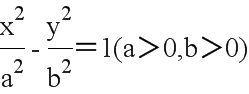 x²/a² - y²/b² = 1(a>0,b>0)